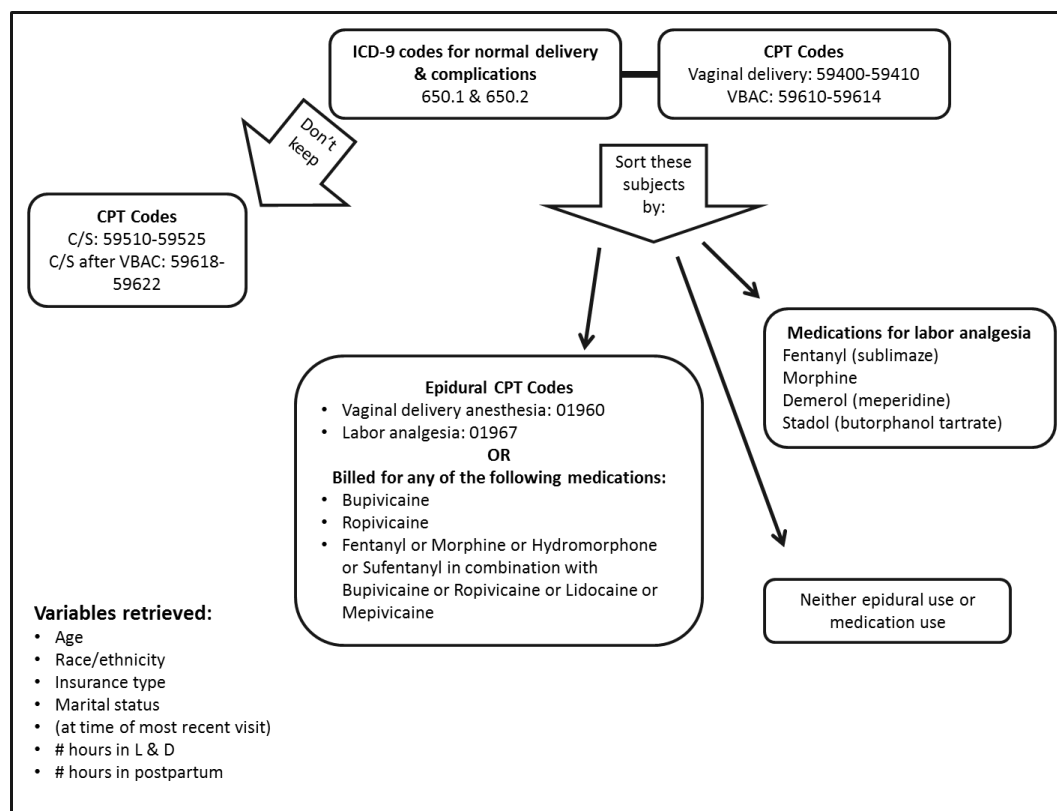 ICD-9 codes for normal delivery
& complications
650.1 & 650.2
CPT Codes
Vaginal delivery: 59400-59410
VBAC: 59610-59614
Don’t
keep
Sort these
subjects
by:
CPT Codes
C/S: 59510-59525
C/S after VBAC: 59618-
59622
Medications for labor analgesia
Fentanyl (sublimaze)
Morphine
Demerol (meperidine)
Stadol (butorphanol tartrate)
Epidural CPT Codes
• Vaginal delivery anesthesia: 01960
• Labor analgesia: 01967
OR
Billed for any of the following medications:
• Bupivicaine
• Ropivicaine
• Fentanyl or Morphine or Hydromorphone
or Sufentanyl in combination with
Bupivicaine or Ropivicaine or Lidocaine or
Mepivicaine
Neither epidural use or
medication use
Variables retrieved:
• Age
• Race/ethnicity
• Insurance type
• Marital status
• (at time of most recent visit)
• # hours in L & D
• # hours in postpartum